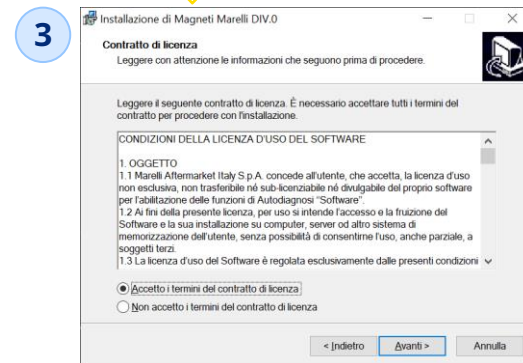 3
Installazione di Magneti Marelli DIV.0
Contratto di licenza
Leggere con attenzione le informazioni che seguono prima di procedere.
Leggere il seguente contratto di licenza. È necessario accettare tutti i termini del
contratto per procedere con l'installazione.
CONDIZIONI DELLA LICENZA D'USO DEL SOFTWARE
1. OGGETTO
1.1 Marelli Aftermarket Italy S.p.A. concede all'utente, che accetta, la licenza d'uso
non esclusiva, non trasferibile né sub-licenziabile né divulgabile del proprio software
per l'abilitazione delle funzioni di Autodiagnosi "Software".
1.2 Ai fini della presente licenza, per uso si intende l'accesso e la fruizione del
Software e la sua installazione su computer, server od altro sistema di
memorizzazione dell'utente, senza possibilità di consentirne l'uso, anche parziale, a
soggetti terzi.
1.3 La licenza d'uso del Software è regolata esclusivamente dalle presenti condizioni
Accetto i termini del contratto di licenza
Non accetto i termini del contratto di licenza
< Indietro
Avanti >
Annulla